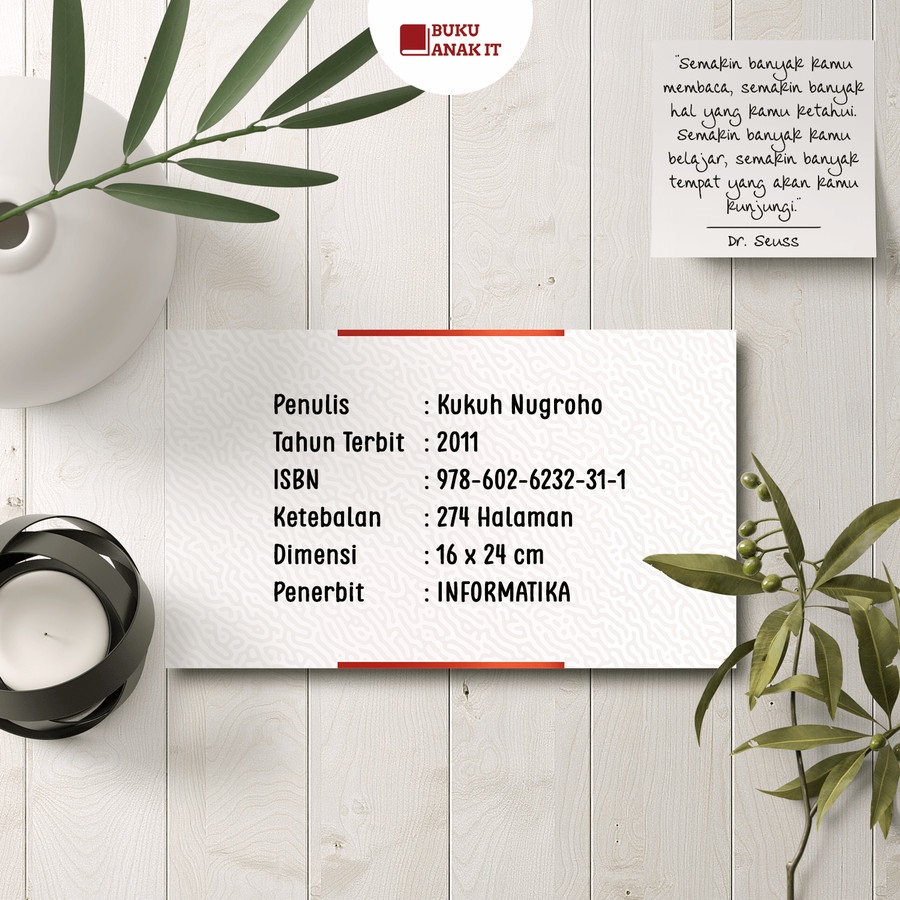 BUKU
ANAK IT
"Semakin banyak kamu
membaca, semakin banyak
hal yang kamu ketahui.
Semakin banyak kamu
belajar, semakin banyak
tempat yang akan kamu
kunjungi."
Dr. Seuss
Penulis : Kukuh Nugroho
Tahun Terbit : 2011
ISBN : 978-602-6232-31-1
Ketebalan : 274 Halaman
Dimensi : 16 x 24 cm
Penerbit : INFORMATIKA